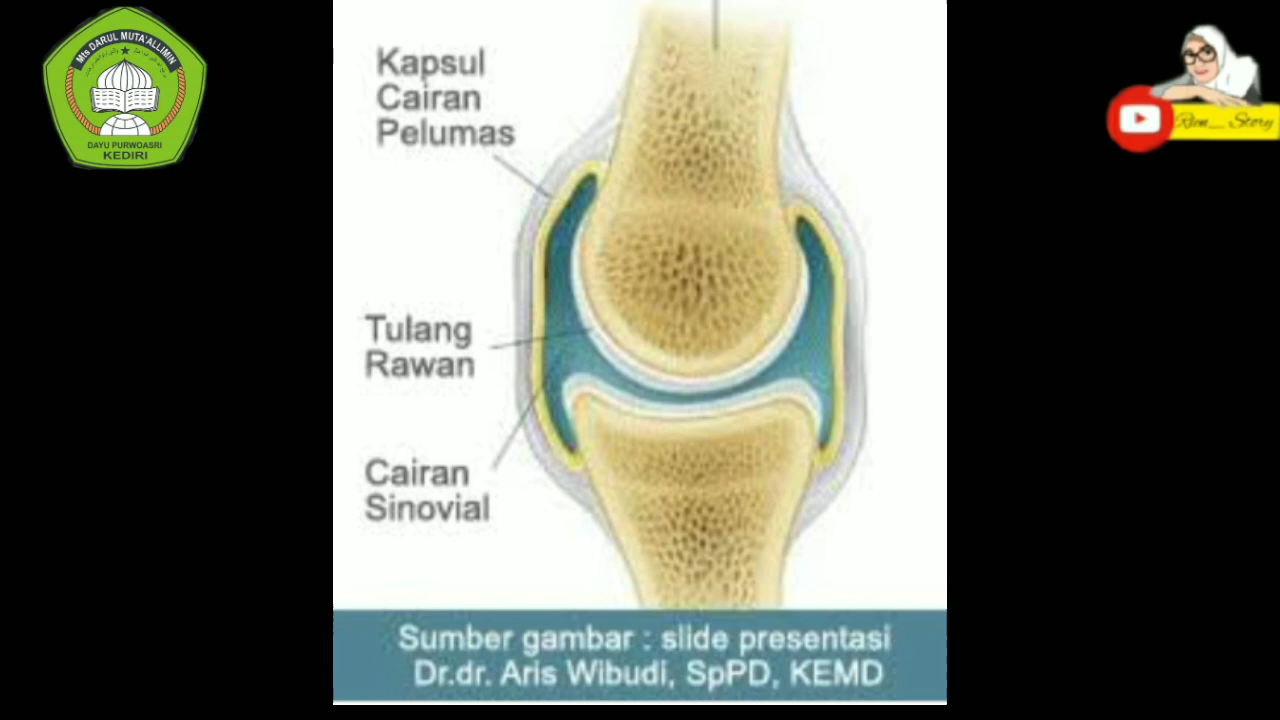 Mts DARUL MUTA'ALLIMIN
DAYU PURWOASRI
KEDIRI
Kapsul
Cairan
Pelumas
Tulang
Rawan
Cairan
Sinovial
Sumber gambar : slide presentasi
Dr.dr. Aris Wibudi, SpPD, KEMD